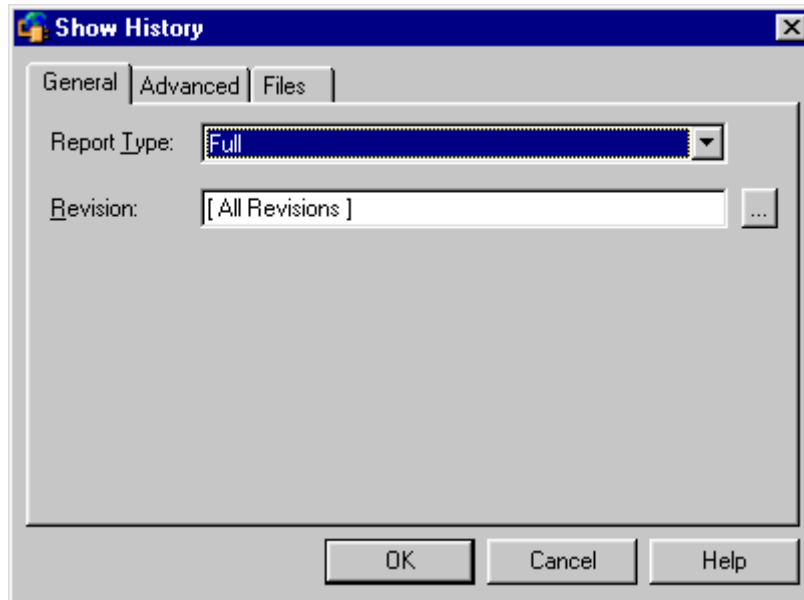 Show History
General Advanced Files
Report Type: Full
Revision: [ All Revisions ] ...
OK Cancel Help